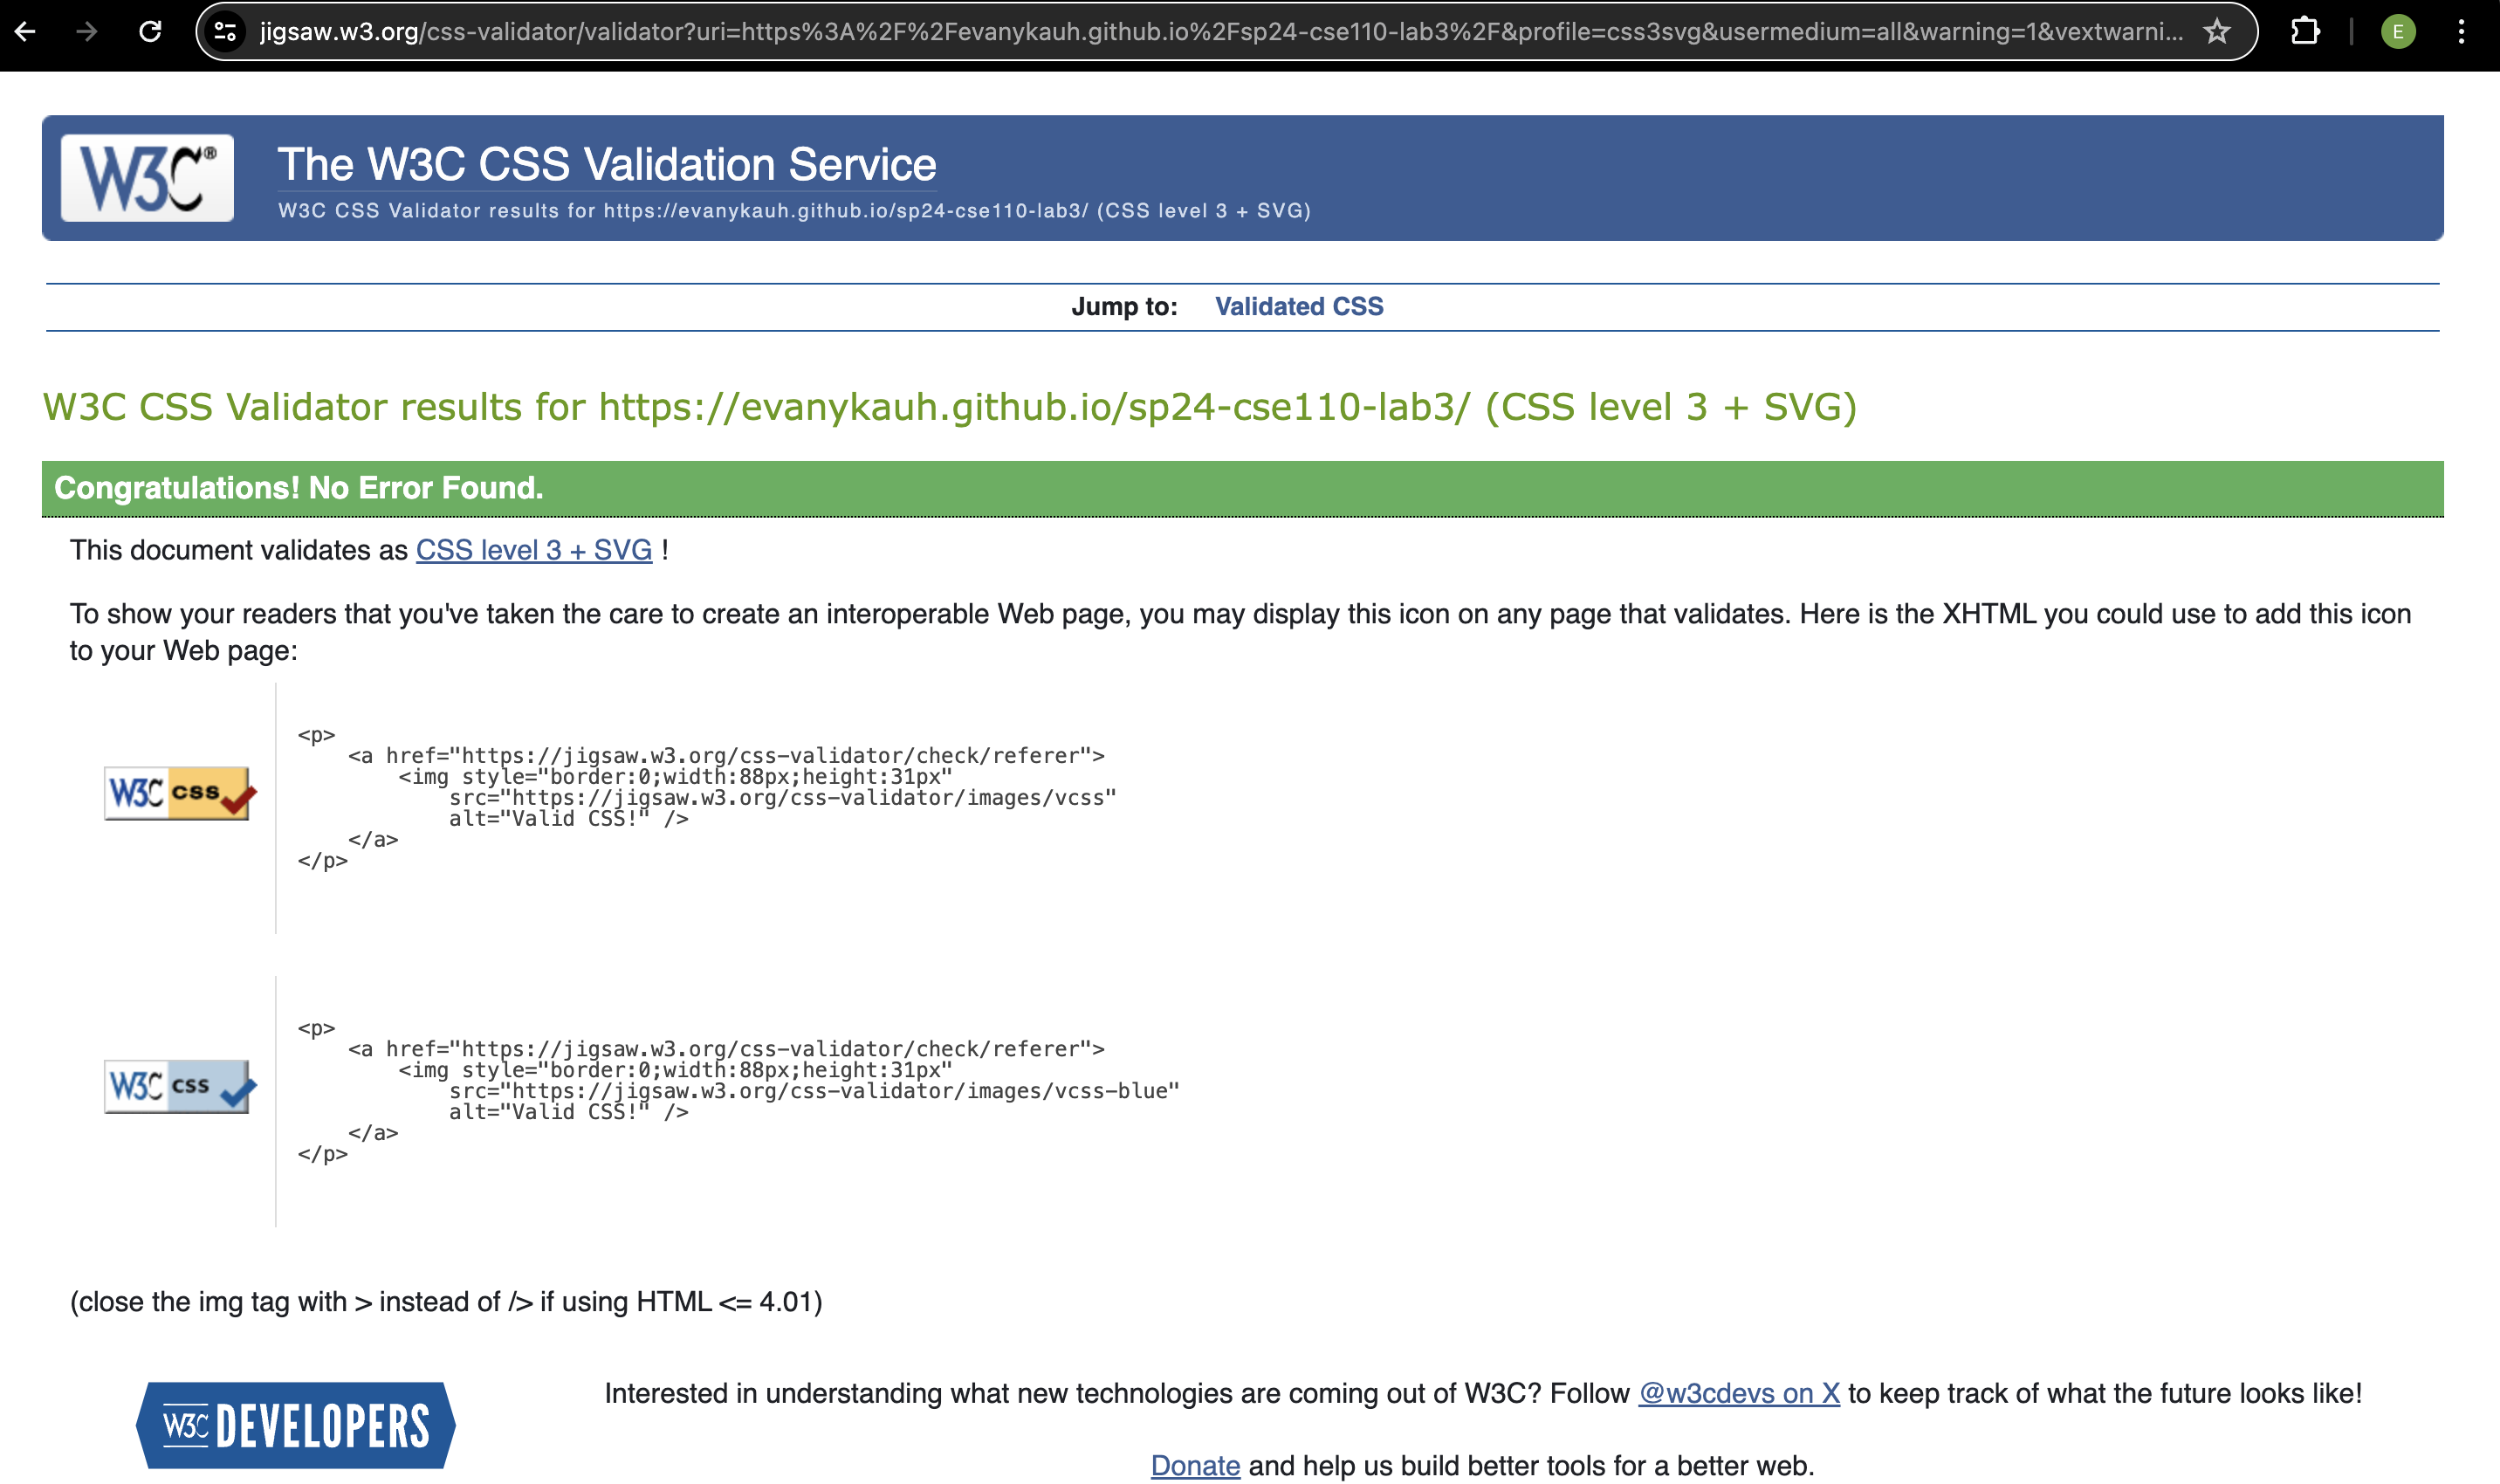 jigsaw.w3.org/css-validator/validator?uri=https%3A%2F%2Fevanykauh.github.io%2Fsp24-cse110-lab3%2F&profile=css3svg&usermedium=all&warning=1&vextwarni...
E
W3C®
The W3C CSS Validation Service
W3C CSS Validator results for https://evanykauh.github.io/sp24-cse110-lab3/ (CSS level 3 + SVG)
Jump to: Validated CSS
W3C CSS Validator results for https://evanykauh.github.io/sp24-cse110-lab3/ (CSS level 3 + SVG)
Congratulations! No Error Found.
This document validates as CSS level 3 + SVG !
To show your readers that you've taken the care to create an interoperable Web page, you may display this icon on any page that validates. Here is the XHTML you could use to add this icon
to your Web page:
W3C css
<p>
    <a href="https://jigsaw.w3.org/css-validator/check/referer">
        <img style="border:0;width:88px;height:31px"
            src="https://jigsaw.w3.org/css-validator/images/vcss"
            alt="Valid CSS!" />
    </a>
</p>
W3C css
<p>
    <a href="https://jigsaw.w3.org/css-validator/check/referer">
        <img style="border:0;width:88px;height:31px"
            src="https://jigsaw.w3.org/css-validator/images/vcss-blue"
            alt="Valid CSS!" />
    </a>
</p>
(close the img tag with > instead of /> if using HTML <= 4.01)
W3C DEVELOPERS
Interested in understanding what new technologies are coming out of W3C? Follow @w3cdevs on X to keep track of what the future looks like!
Donate and help us build better tools for a better web.